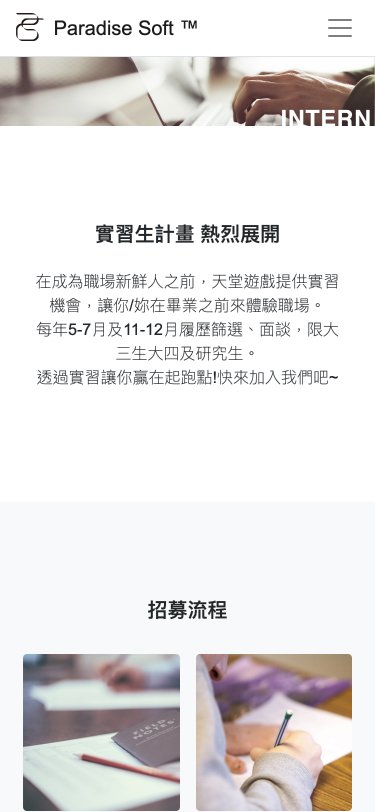 Paradise Soft ™
INTERN
實習生計畫 熱烈展開
在成為職場新鮮人之前，天堂遊戲提供實習
機會，讓你/妳在畢業之前來體驗職場。
每年5-7月及11-12月履歷篩選、面談，限大
三生大四及研究生。
透過實習讓你贏在起跑點!快來加入我們吧~
招募流程
FIELD
NOTES